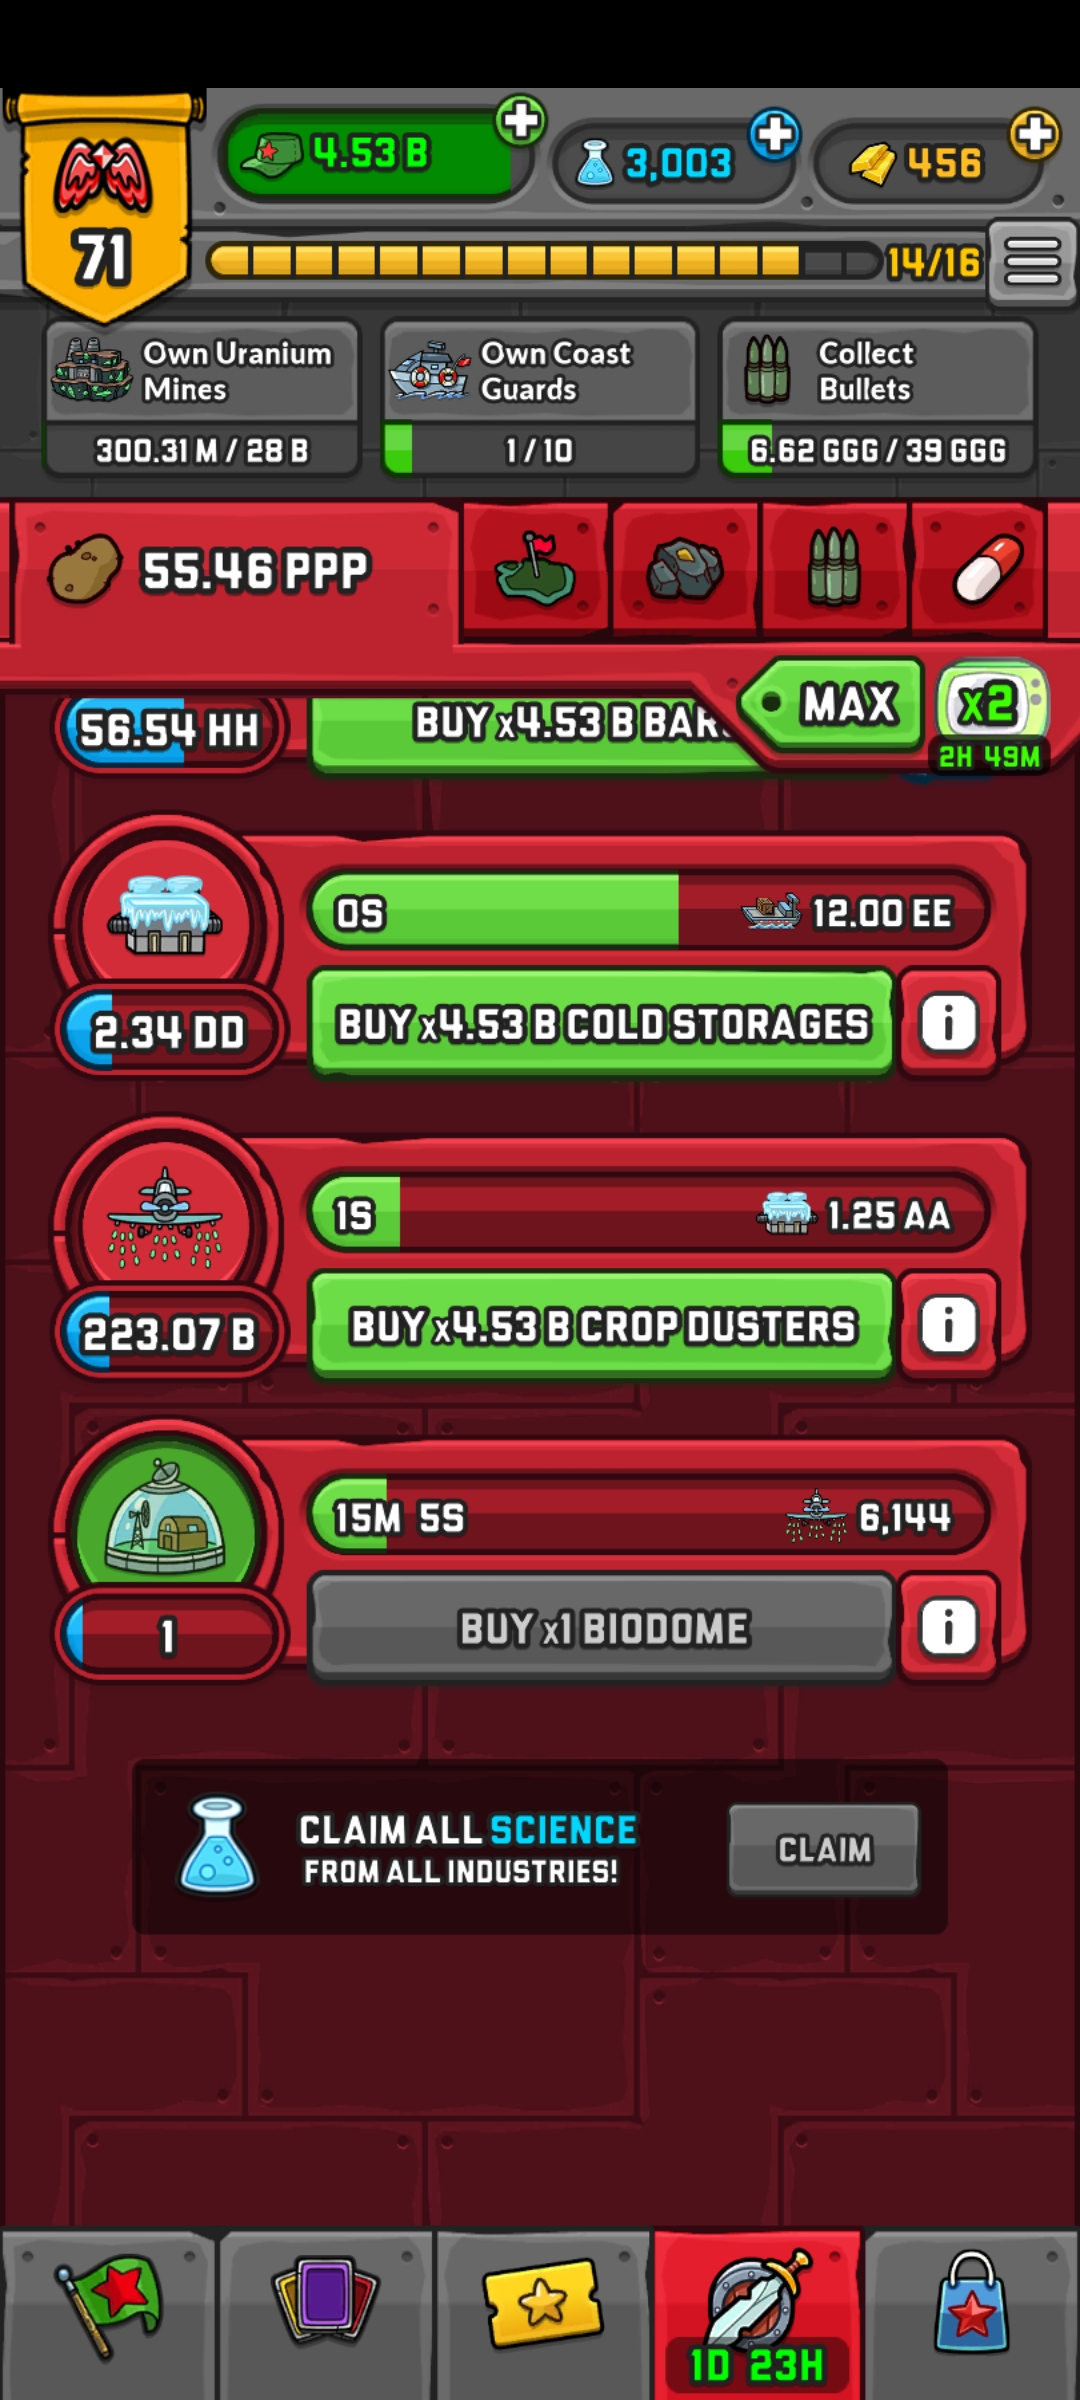 4.53 B
3,003
456
71
14/16
Own Uranium
Mines
300.31 M / 28 B
Own Coast
Guards
1 / 10
Collect
Bullets
6.62 GGG / 39 GGG
55.46 PPP
MAX
x2
2H 49M
56.54 HH
BUY x4.53 B BAR
0S
12.00 EE
2.34 DD
BUY x4.53 B COLD STORAGES
i
1S
1.25 AA
223.07 B
BUY x4.53 B CROP DUSTERS
i
15M 5S
6,144
1
BUY x1 BIODOME
i
CLAIM ALL SCIENCE
FROM ALL INDUSTRIES!
CLAIM
1D 23H